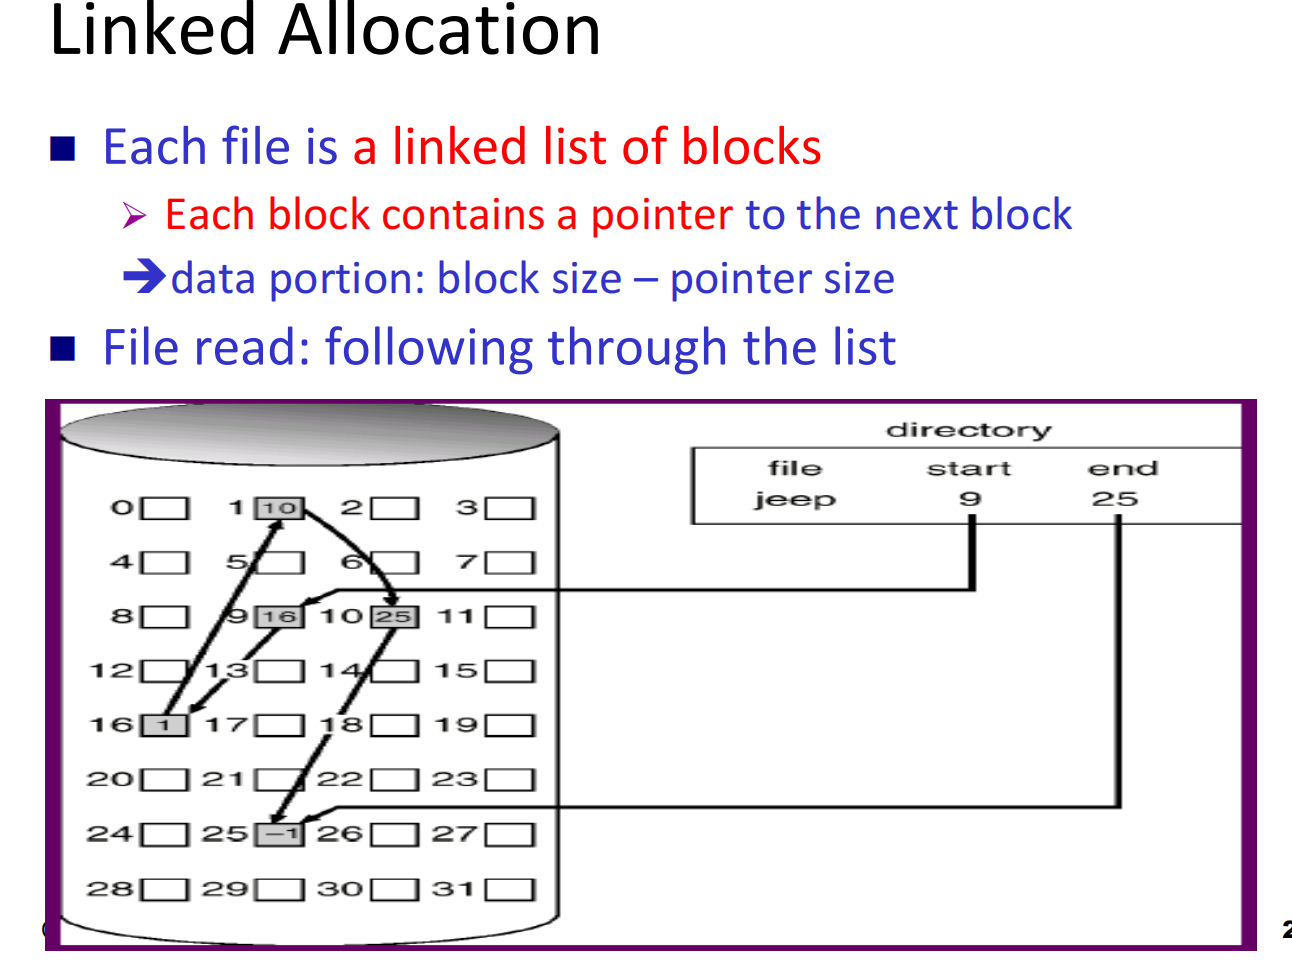 Linked Allocation
Each file is a linked list of blocks
Each block contains a pointer to the next block
data portion: block size – pointer size
File read: following through the list
directory
file start end
jeep 9 25
0 1 10 2 3
4 5 6 7
8 9 16 10 25 11
12 13 14 15
16 1 17 18 19
20 21 22 23
24 25 –1 26 27
28 29 30 31
2